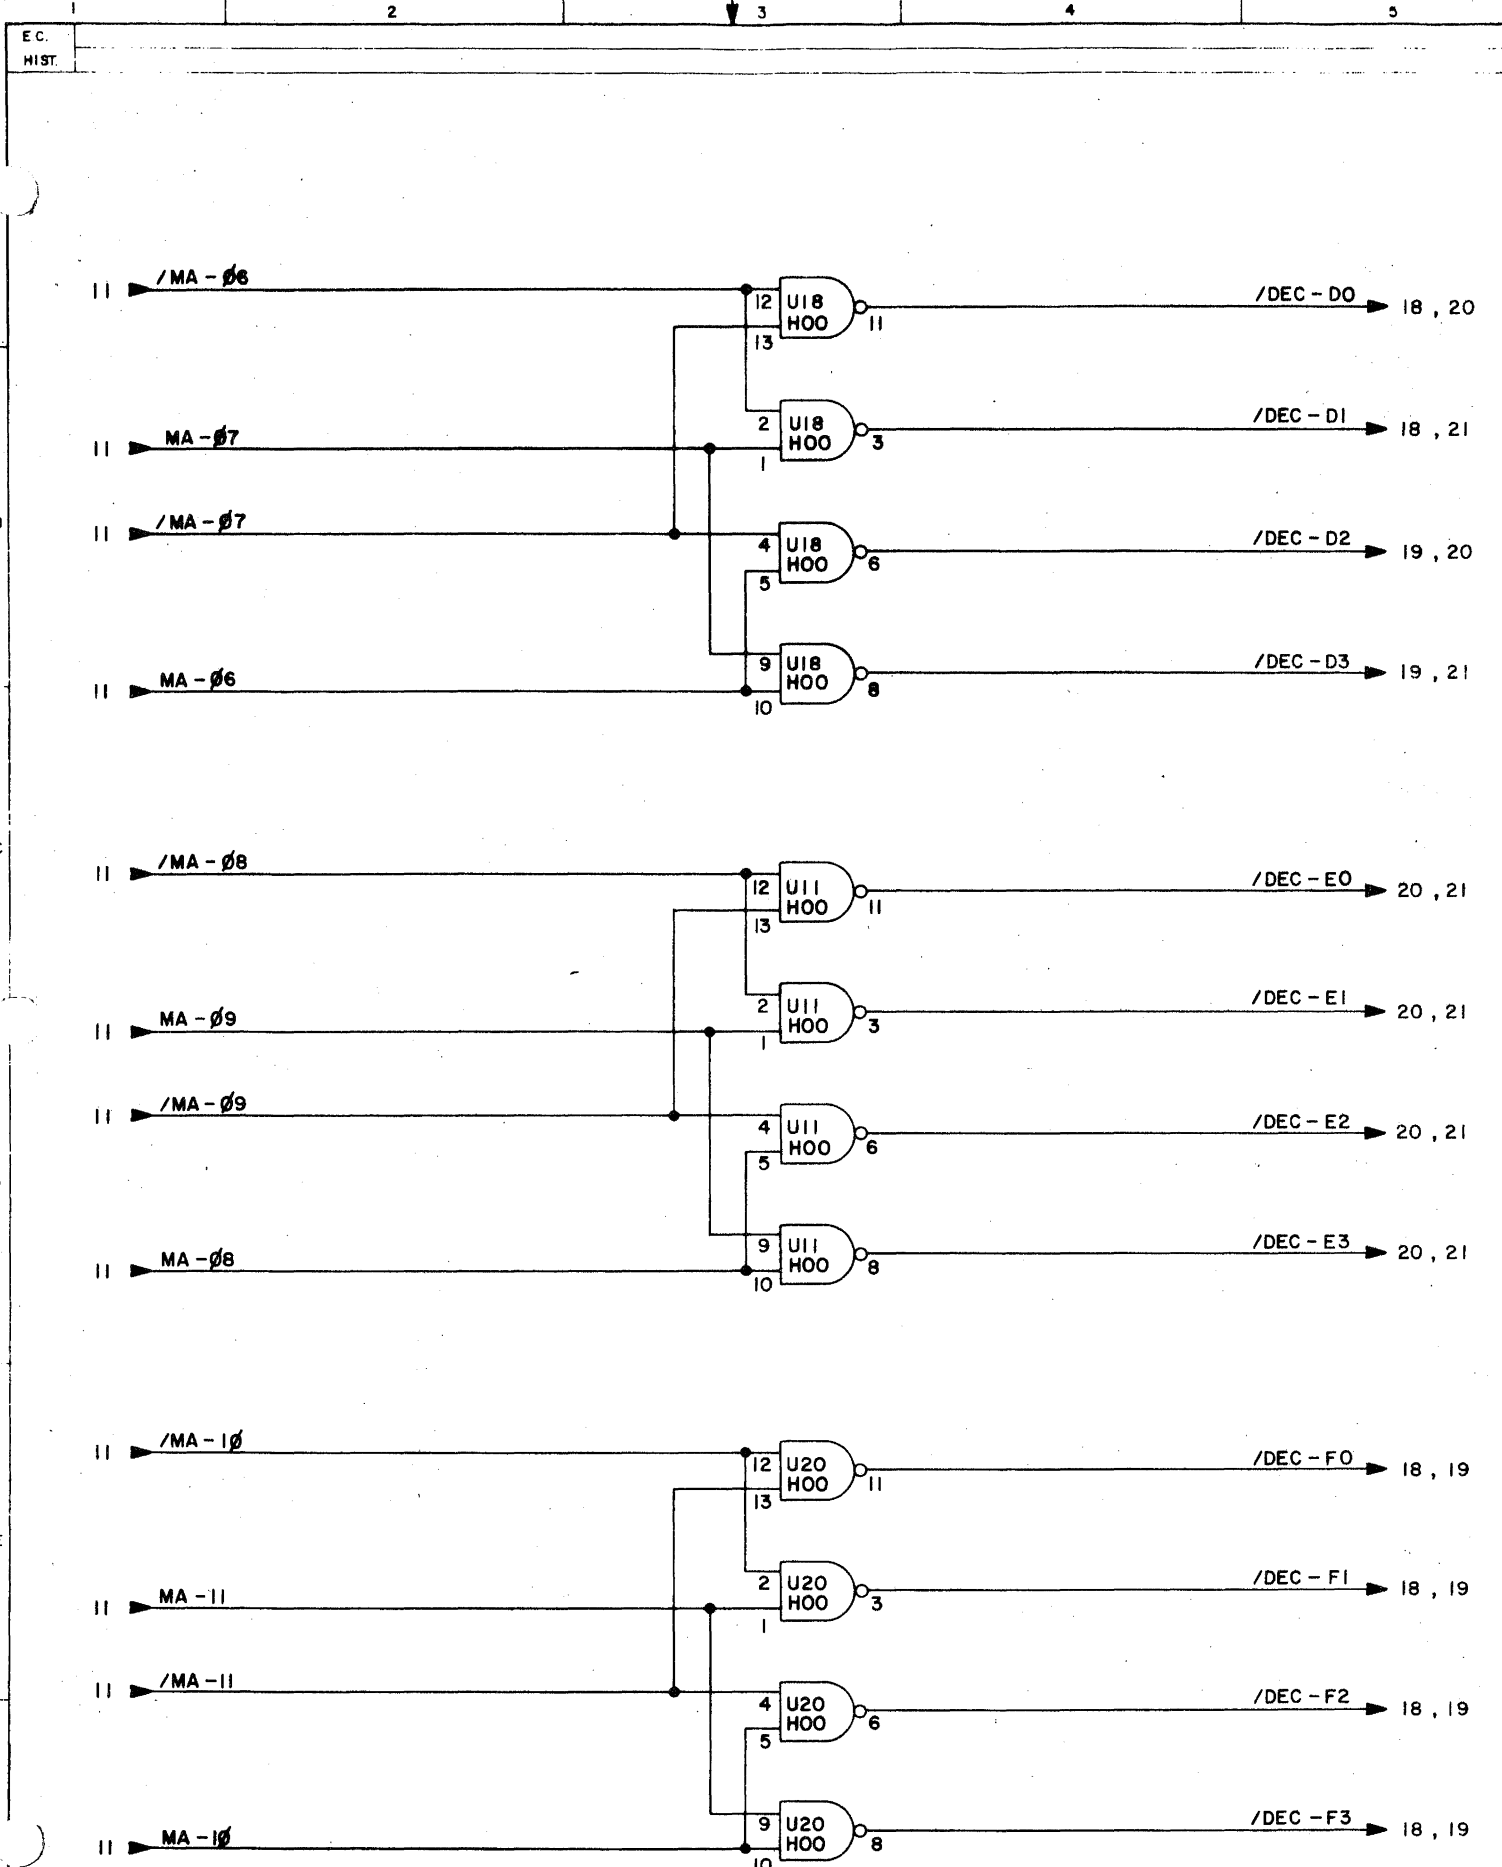 1 2 3 4 5
E.C.
HIST.
11 /MA-Ø6 12 13 U18 H00 11 /DEC-D0 18, 20
11 MA-Ø7 2 1 U18 H00 3 /DEC-D1 18, 21
11 /MA-Ø7 4 5 U18 H00 6 /DEC-D2 19, 20
11 MA-Ø6 9 10 U18 H00 8 /DEC-D3 19, 21
11 /MA-Ø8 12 13 U11 H00 11 /DEC-E0 20, 21
11 MA-Ø9 2 1 U11 H00 3 /DEC-E1 20, 21
11 /MA-Ø9 4 5 U11 H00 6 /DEC-E2 20, 21
11 MA-Ø8 9 10 U11 H00 8 /DEC-E3 20, 21
11 /MA-1Ø 12 13 U20 H00 11 /DEC-F0 18, 19
11 MA-11 2 1 U20 H00 3 /DEC-F1 18, 19
11 /MA-11 4 5 U20 H00 6 /DEC-F2 18, 19
11 MA-1Ø 9 10 U20 H00 8 /DEC-F3 18, 19